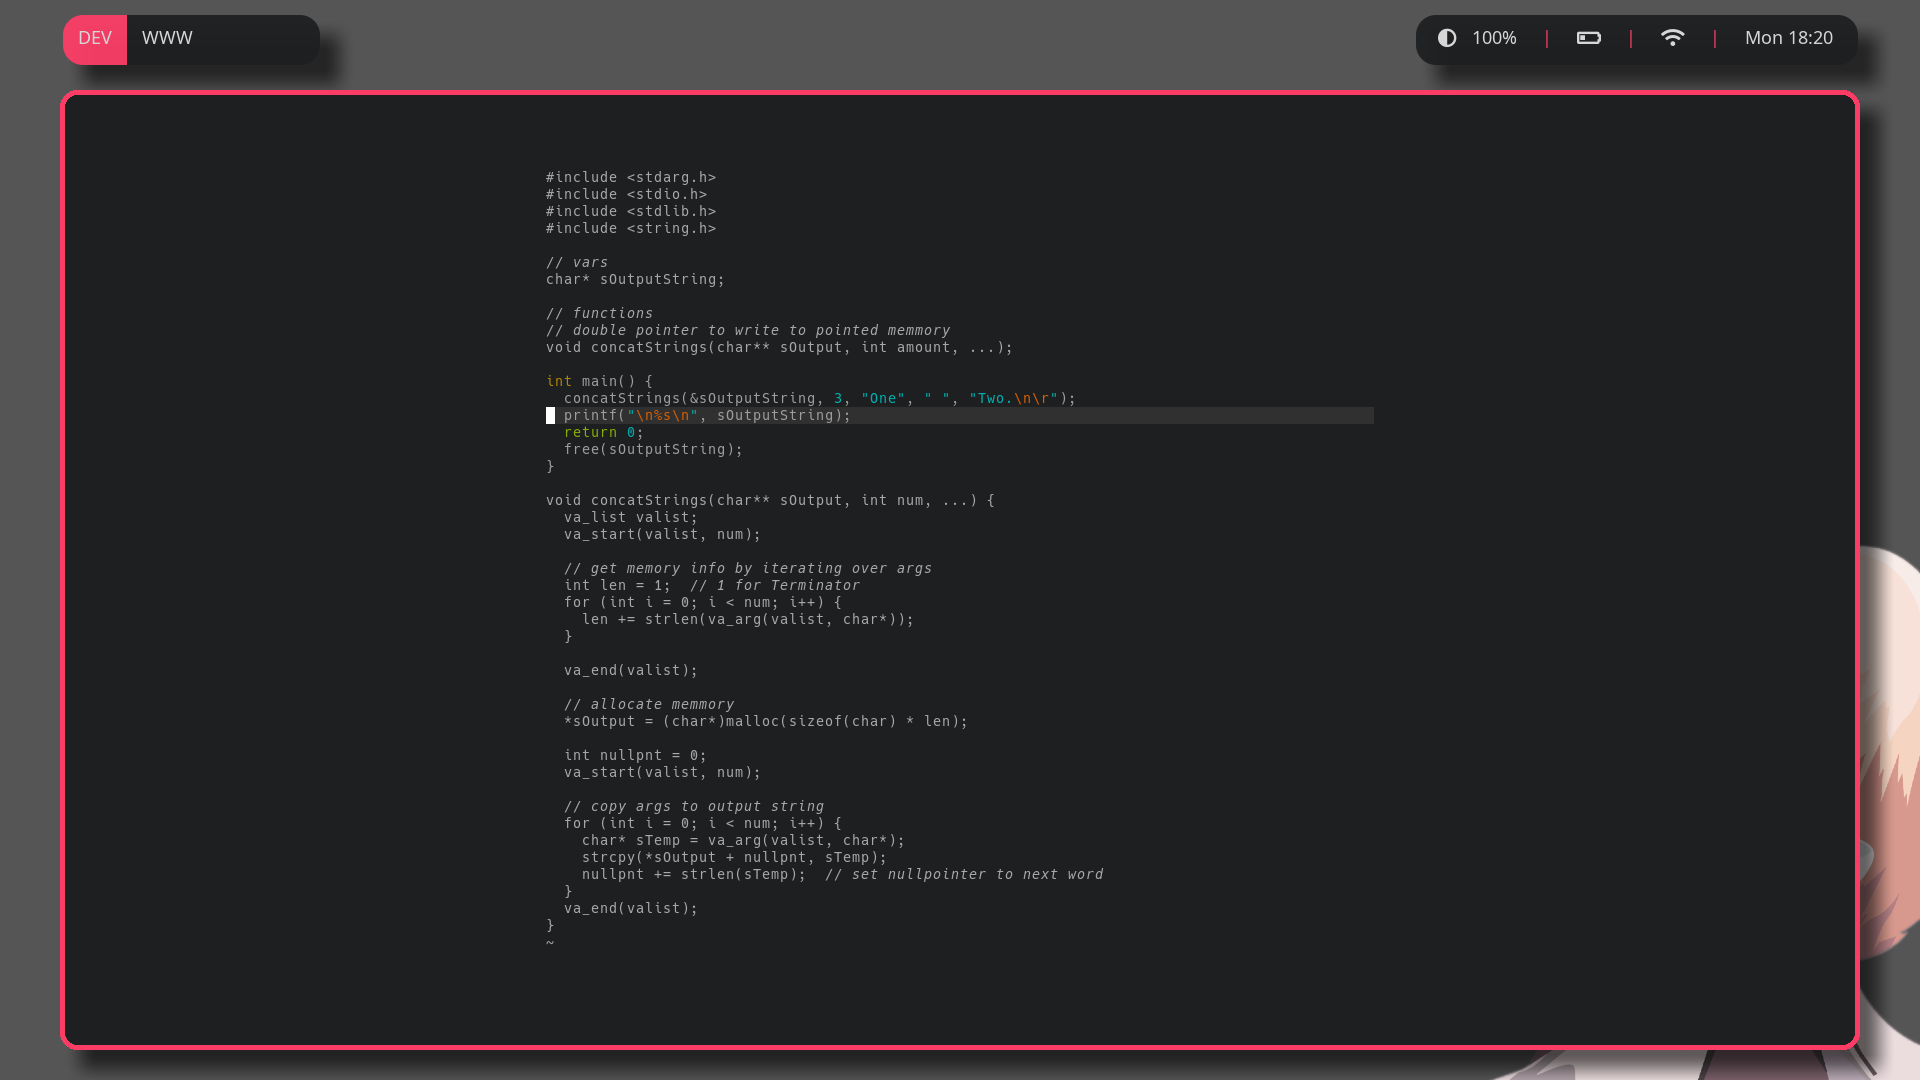 DEV WWW
100% | | | Mon 18:20
#include <stdarg.h>
#include <stdio.h>
#include <stdlib.h>
#include <string.h>
// vars
char* sOutputString;
// functions
// double pointer to write to pointed memmory
void concatStrings(char** sOutput, int amount, ...);
int main() {
  concatStrings(&sOutputString, 3, "One", " ", "Two.\n\r");
  printf("\n%s\n", sOutputString);
  return 0;
  free(sOutputString);
}
void concatStrings(char** sOutput, int num, ...) {
  va_list valist;
  va_start(valist, num);
  // get memory info by iterating over args
  int len = 1;  // 1 for Terminator
  for (int i = 0; i < num; i++) {
    len += strlen(va_arg(valist, char*));
  }
  va_end(valist);
  // allocate memmory
  *sOutput = (char*)malloc(sizeof(char) * len);
  int nullpnt = 0;
  va_start(valist, num);
  // copy args to output string
  for (int i = 0; i < num; i++) {
    char* sTemp = va_arg(valist, char*);
    strcpy(*sOutput + nullpnt, sTemp);
    nullpnt += strlen(sTemp);  // set nullpointer to next word
  }
  va_end(valist);
}
~